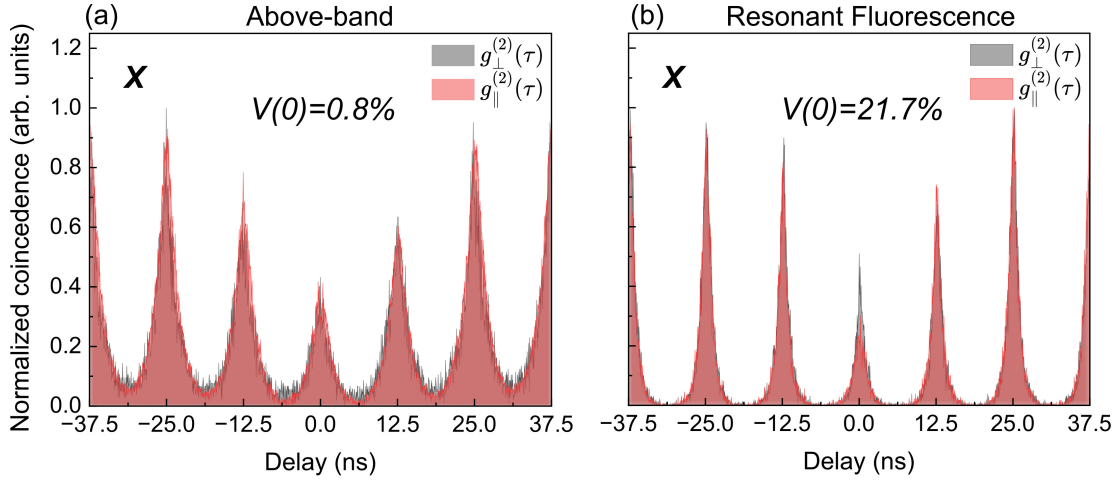 (a) Above-band
Normalized coincedence (arb. units)
1.2
1.0
0.8
0.6
0.4
0.2
0.0
X
V(0)=0.8%
g⊥^(2)(τ)
g∥^(2)(τ)
−37.5 −25.0 −12.5 0.0 12.5 25.0 37.5
Delay (ns)
(b) Resonant Fluorescence
X
V(0)=21.7%
g⊥^(2)(τ)
g∥^(2)(τ)
−37.5 −25.0 −12.5 0.0 12.5 25.0 37.5
Delay (ns)